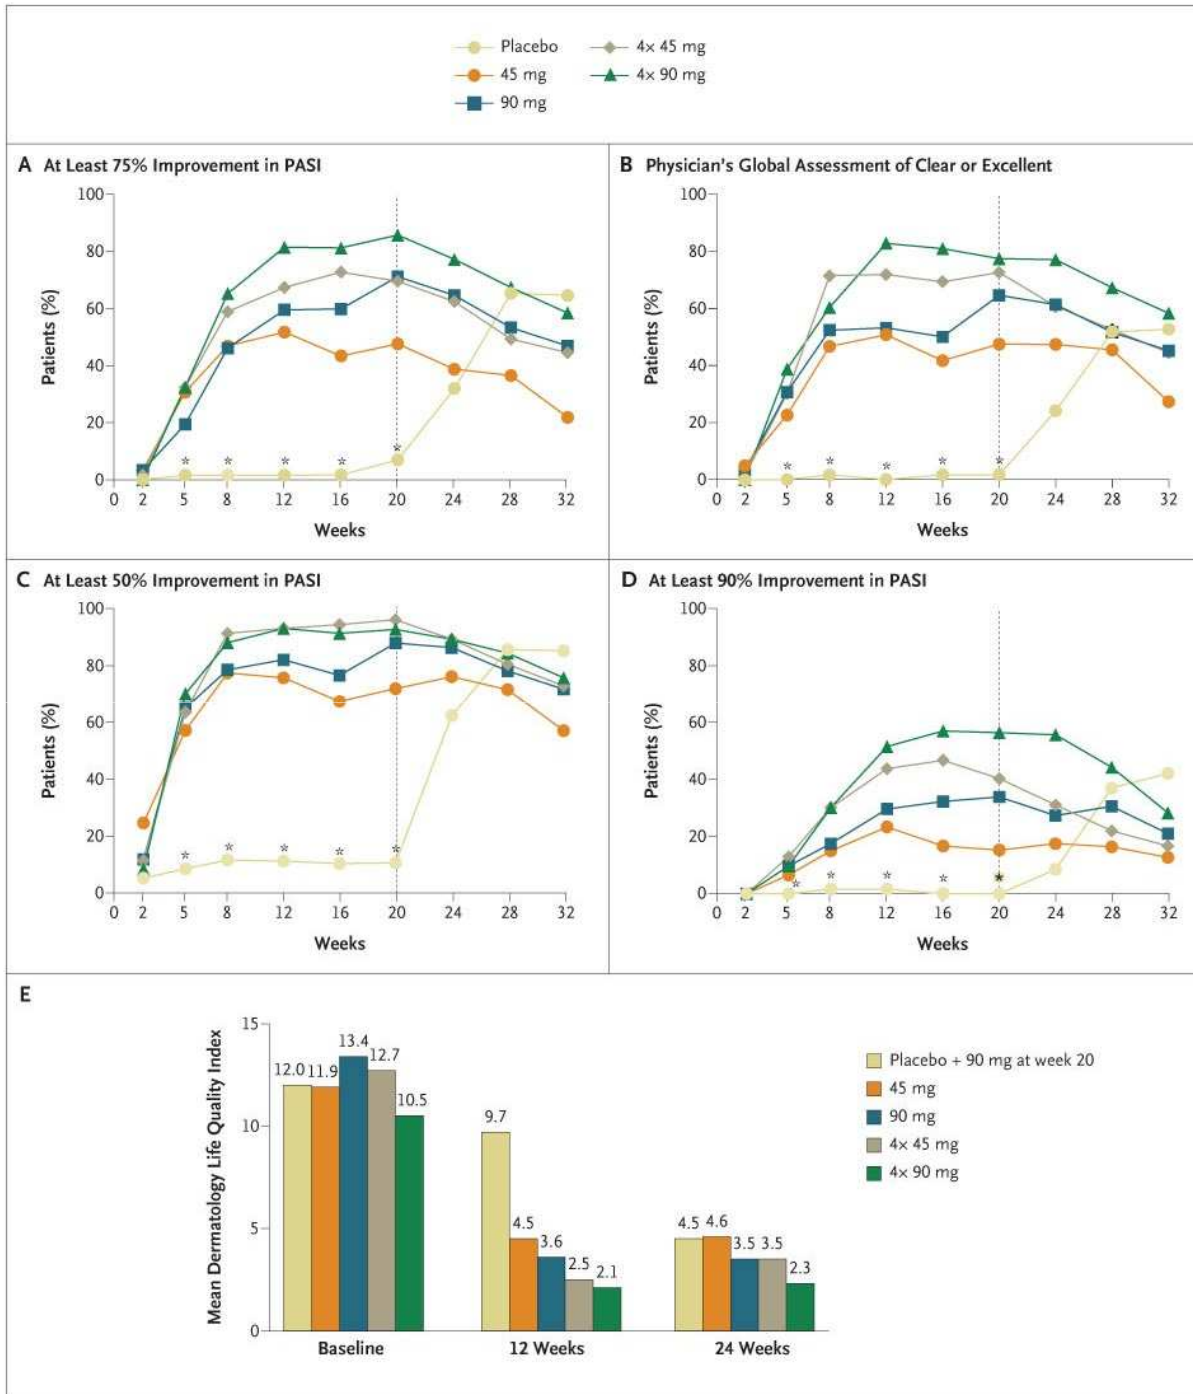 Placebo
4× 45 mg
45 mg
4× 90 mg
90 mg
A At Least 75% Improvement in PASI
100
80
60
40
20
0
Patients (%)
0 2 5 8 12 16 20 24 28 32
* * * * * *
Weeks
B Physician's Global Assessment of Clear or Excellent
100
80
60
40
20
0
Patients (%)
* * * * * *
0 2 5 8 12 16 20 24 28 32
Weeks
C At Least 50% Improvement in PASI
100
80
60
40
20
0
Patients (%)
* * * * * *
0 2 5 8 12 16 20 24 28 32
Weeks
D At Least 90% Improvement in PASI
100
80
60
40
20
0
Patients (%)
* * * * *
0 2 5 8 12 16 20 24 28 32
Weeks
E
Mean Dermatology Life Quality Index
15
10
5
0
12.0 11.9 13.4 12.7 10.5
9.7 4.5 3.6 2.5 2.1
4.5 4.6 3.5 3.5 2.3
Baseline 12 Weeks 24 Weeks
Placebo + 90 mg at week 20
45 mg
90 mg
4× 45 mg
4× 90 mg